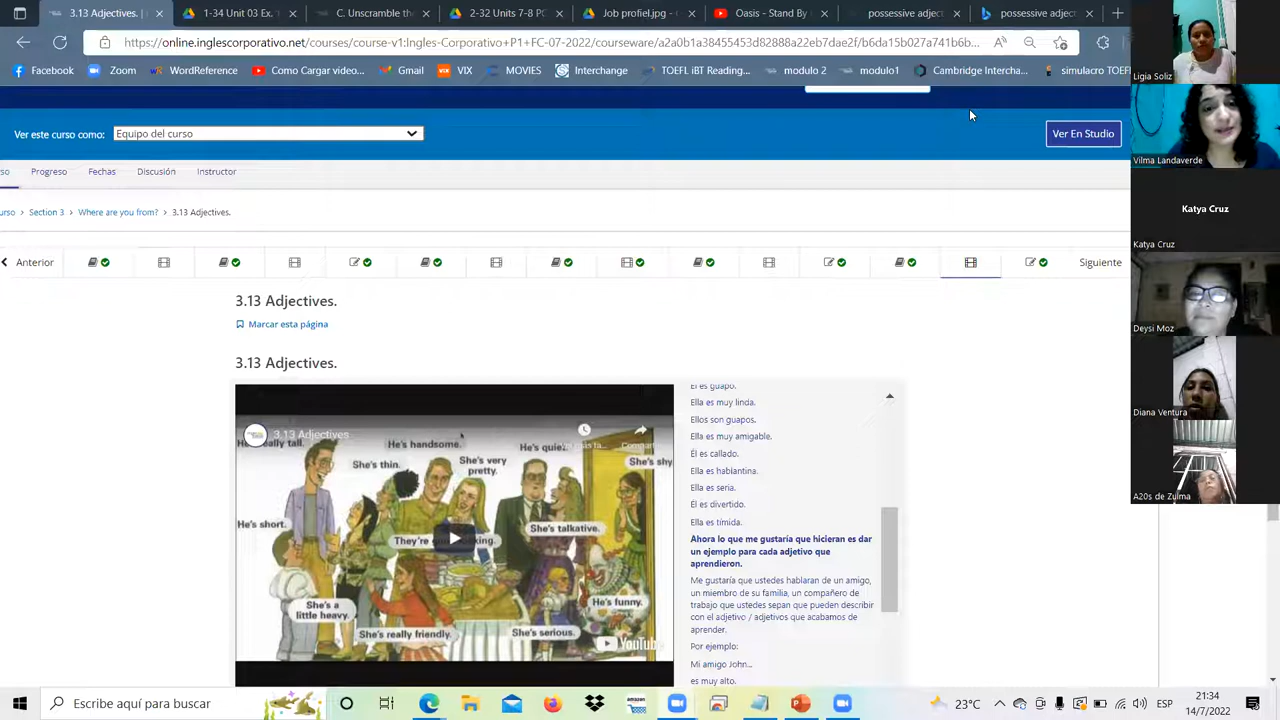 3.13 Adjectives.
1-34 Unit 03. Ex.
C. Unscramble the
2-32 Units 7-8 PC
Job profiel.jpg -
Oasis - Stand By
possessive adject
possessive adject
https://online.inglescorporativo.net/courses/course-v1:Ingles-Corporativo+P1+FC-07-2022/courseware/a2a0b1a38455453d82888a22eb7dae2f/b6da15b027a741b6b...
Facebook
Zoom
WordReference
Como Cargar video...
Gmail
VIX
MOVIES
Interchange
TOEFL iBT Reading...
modulo 2
modulo1
Cambridge Intercha...
simulacro TOEFL
Ligia Soliz
Ver este curso como:
Equipo del curso
Ver En Studio
Vilma Landaverde
so
Progreso
Fechas
Discusión
Instructor
Katya Cruz
Katya Cruz
urso > Section 3 > Where are you from? > 3.13 Adjectives.
Anterior
Siguiente
3.13 Adjectives.
Marcar esta página
Deysi Moz
3.13 Adjectives.
3.13 Adjectives
He's handsome.
He's quie
She's thin.
She's very
pretty.
She's shy
He's short.
She's talkative.
She's a
little heavy.
He's funny.
She's really friendly.
She's serious.
YouTube
Él es guapo.
Ella es muy linda.
Ellos son guapos.
Ella es muy amigable.
Él es callado.
Ella es hablantina.
Ella es seria.
Él es divertido.
Ella es tímida.
Ahora lo que me gustaría que hicieran es dar
un ejemplo para cada adjetivo que
aprendieron.
Me gustaría que ustedes hablaran de un amigo,
un miembro de su familia, un compañero de
trabajo que ustedes sepan que pueden describir
con el adjetivo / adjetivos que acabamos de
aprender.
Por ejemplo:
Mi amigo John...
es muy alto.
Diana Ventura
A20s de Zulma
Escribe aquí para buscar
23°C
ESP
21:34
14/7/2022